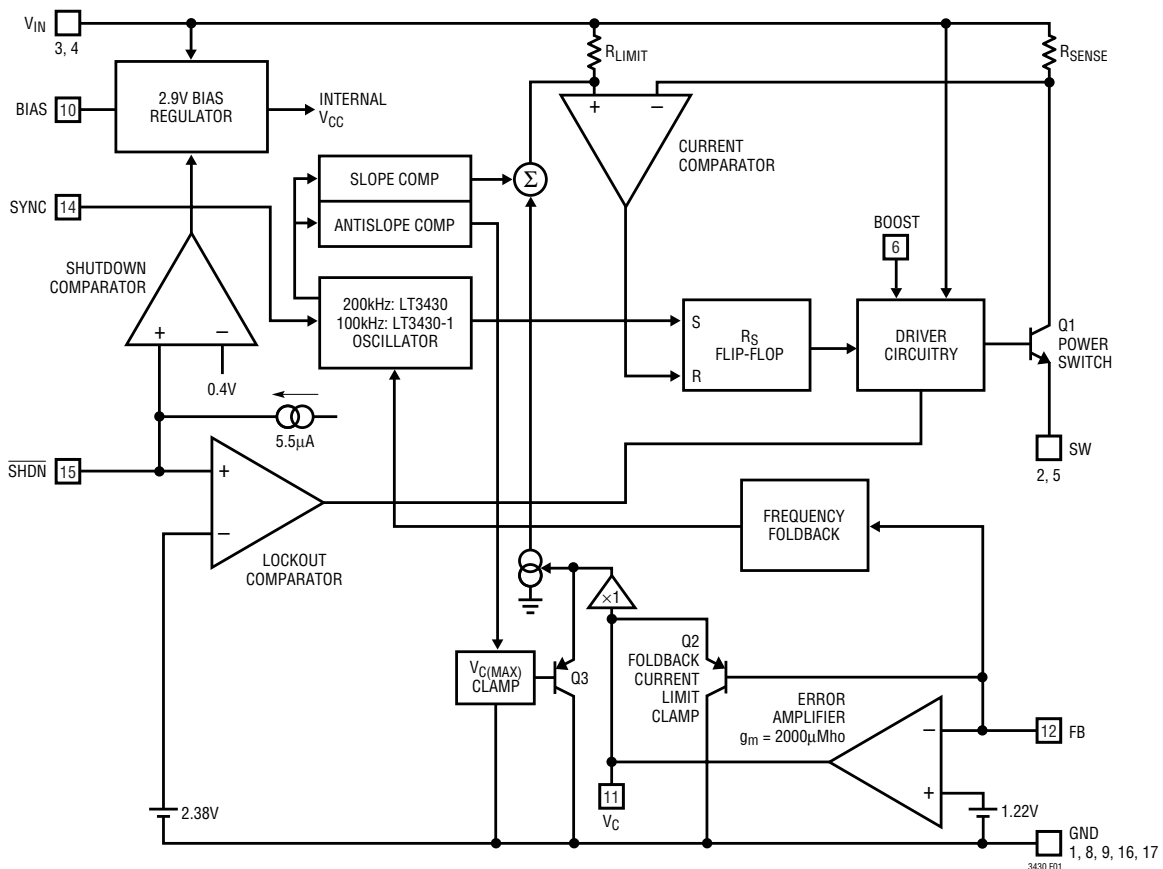 VIN
3, 4
RLIMIT
RSENSE
2.9V BIAS
REGULATOR
BIAS
10
INTERNAL
VCC
+
−
CURRENT
COMPARATOR
SLOPE COMP
Σ
ANTISLOPE COMP
SYNC
14
BOOST
6
SHUTDOWN
COMPARATOR
+
−
0.4V
200kHz: LT3430
100kHz: LT3430-1
OSCILLATOR
S
R
RS
FLIP-FLOP
DRIVER
CIRCUITRY
Q1
POWER
SWITCH
5.5µA
SHDN
15
+
−
LOCKOUT
COMPARATOR
SW
2, 5
FREQUENCY
FOLDBACK
×1
VC(MAX)
CLAMP
Q3
Q2
FOLDBACK
CURRENT
LIMIT
CLAMP
ERROR
AMPLIFIER
gm = 2000µMho
−
+
12
FB
11
VC
2.38V
1.22V
GND
1, 8, 9, 16, 17
3430 F01